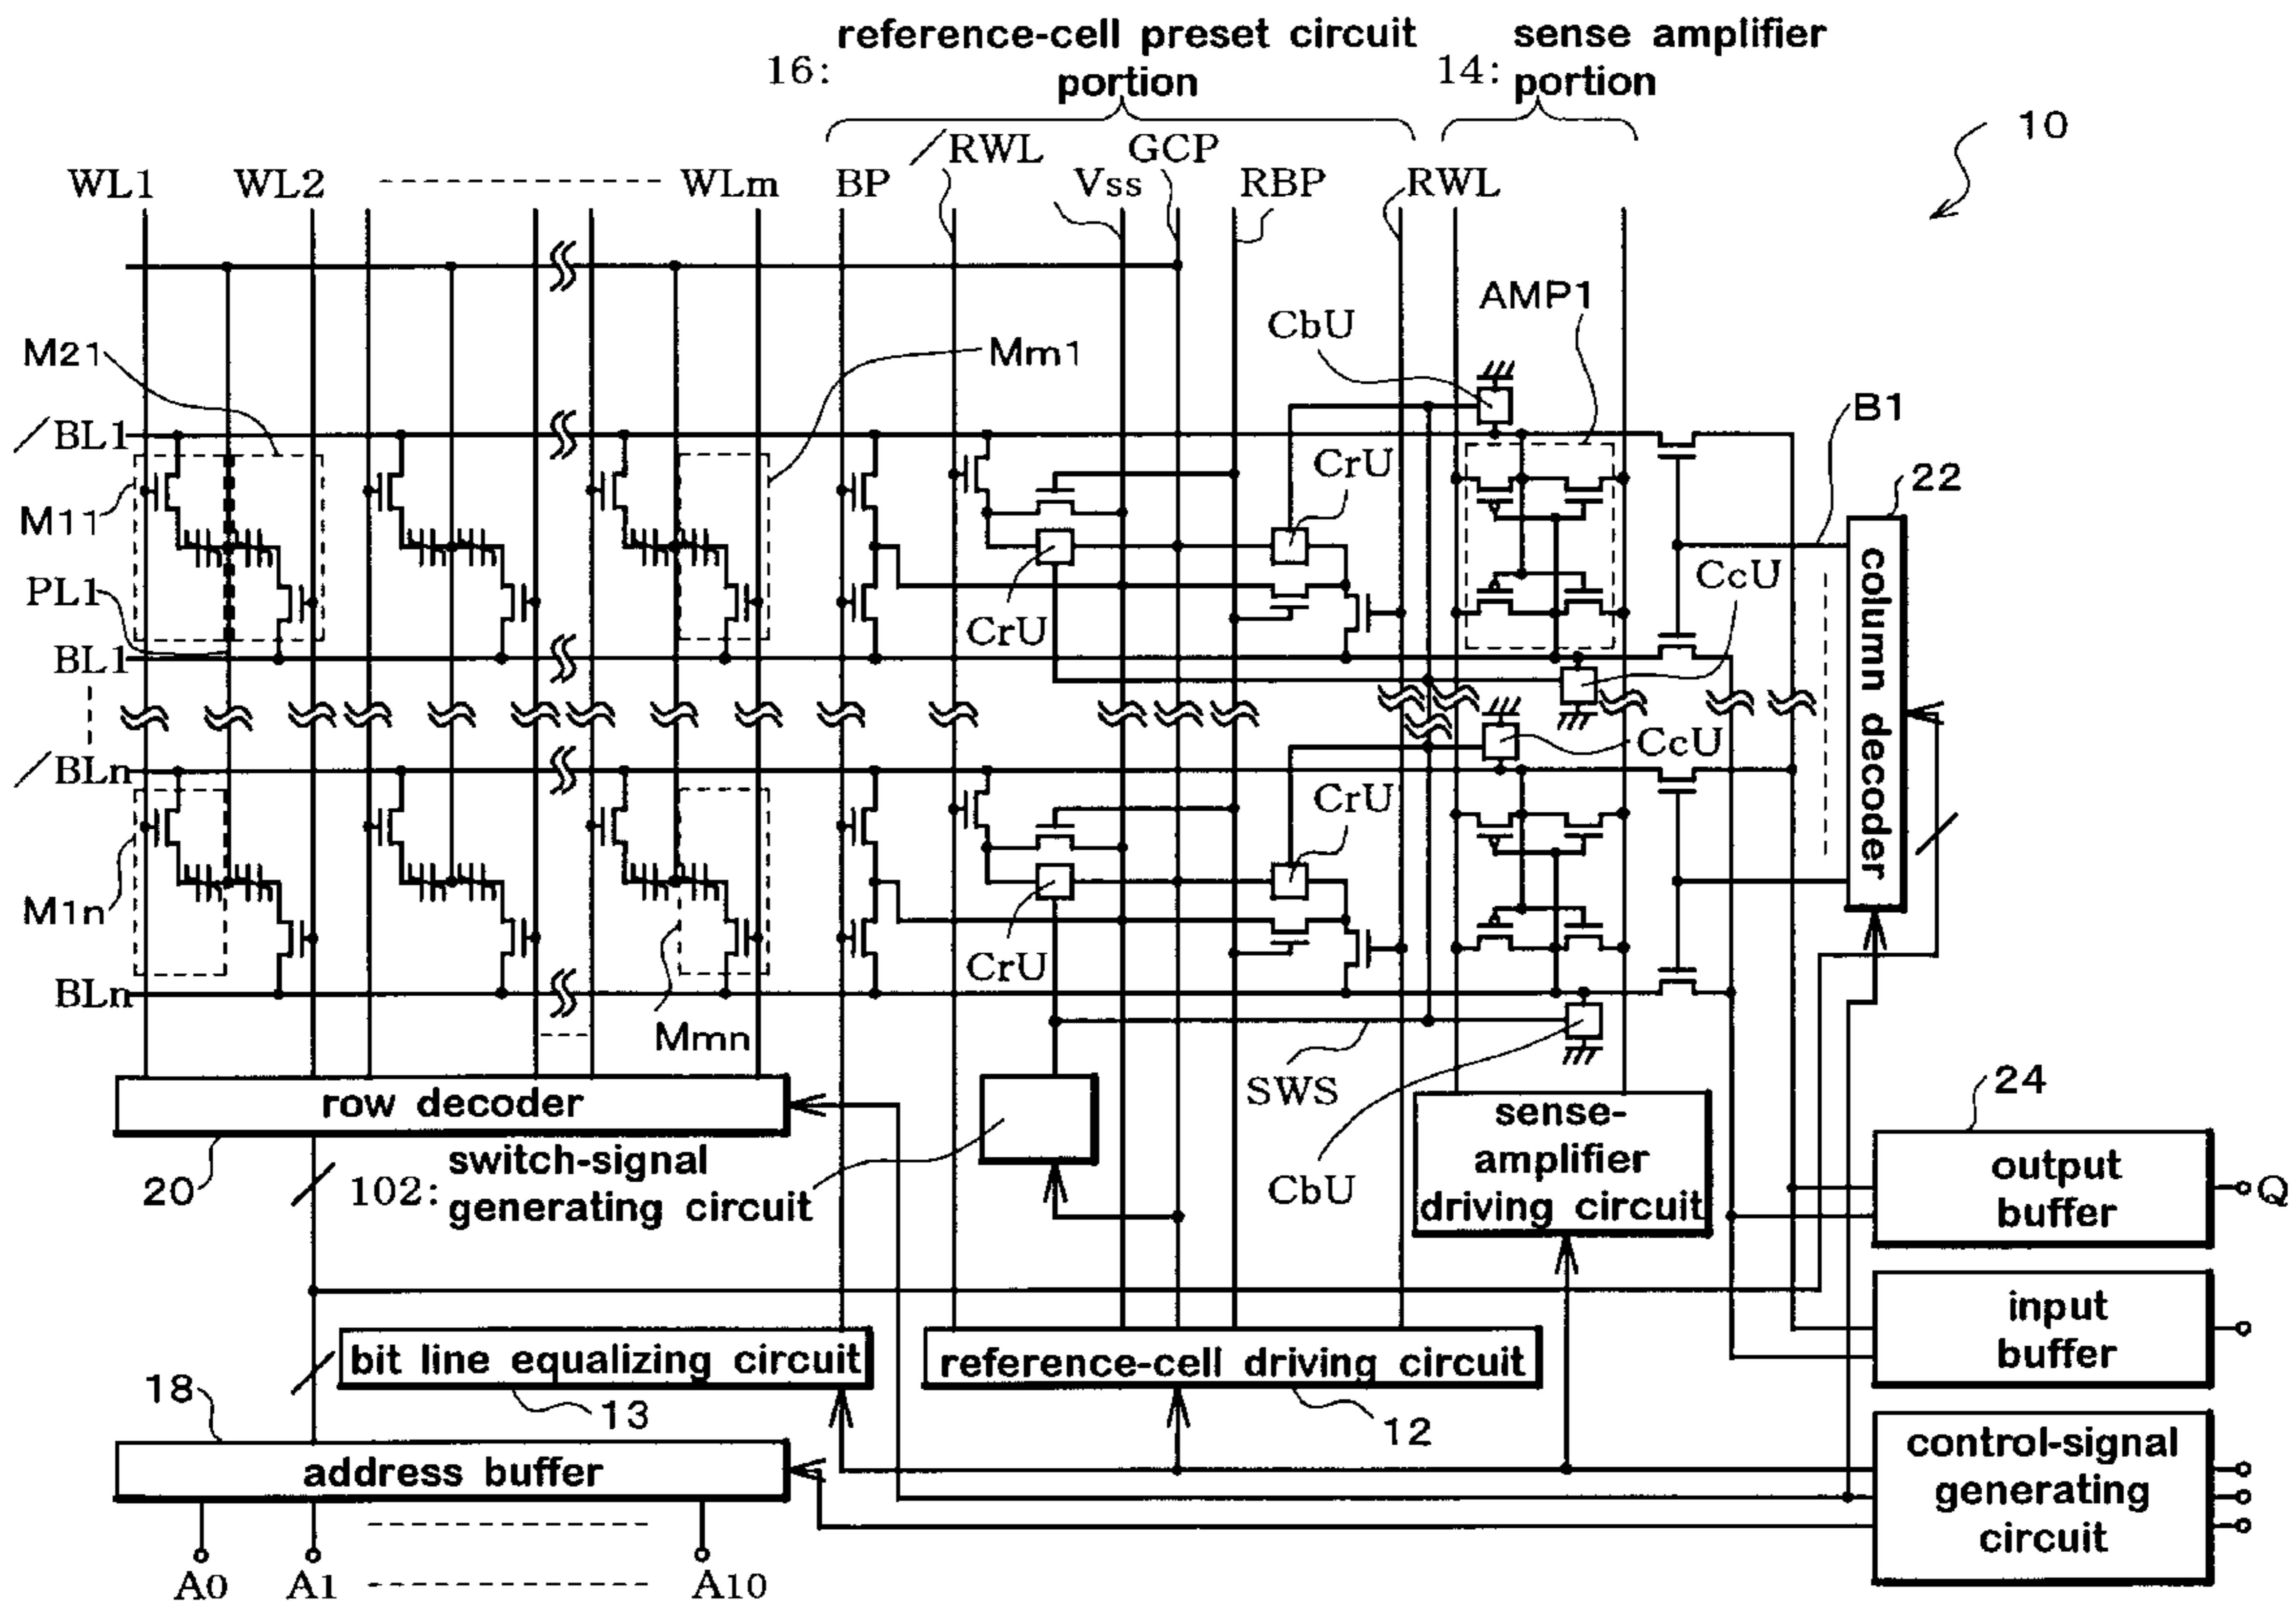 reference-cell preset circuit
16: portion
sense amplifier
14: portion
10
/RWL
GCP
WL1
WL2
WLm
BP
Vss
RBP
RWL
AMP1
CbU
M21
Mm1
B1
/BL1
CrU
22
M11
CcU
PL1
CrU
BL1
column decoder
CcU
/BLn
CrU
M1n
CrU
BLn
Mmn
SWS
24
row decoder
sense-
amplifier
driving circuit
output
buffer
Q
20
102: switch-signal
generating circuit
CbU
input
buffer
bit line equalizing circuit
reference-cell driving circuit
18
13
12
address buffer
control-signal
generating
circuit
A0
A1
A10